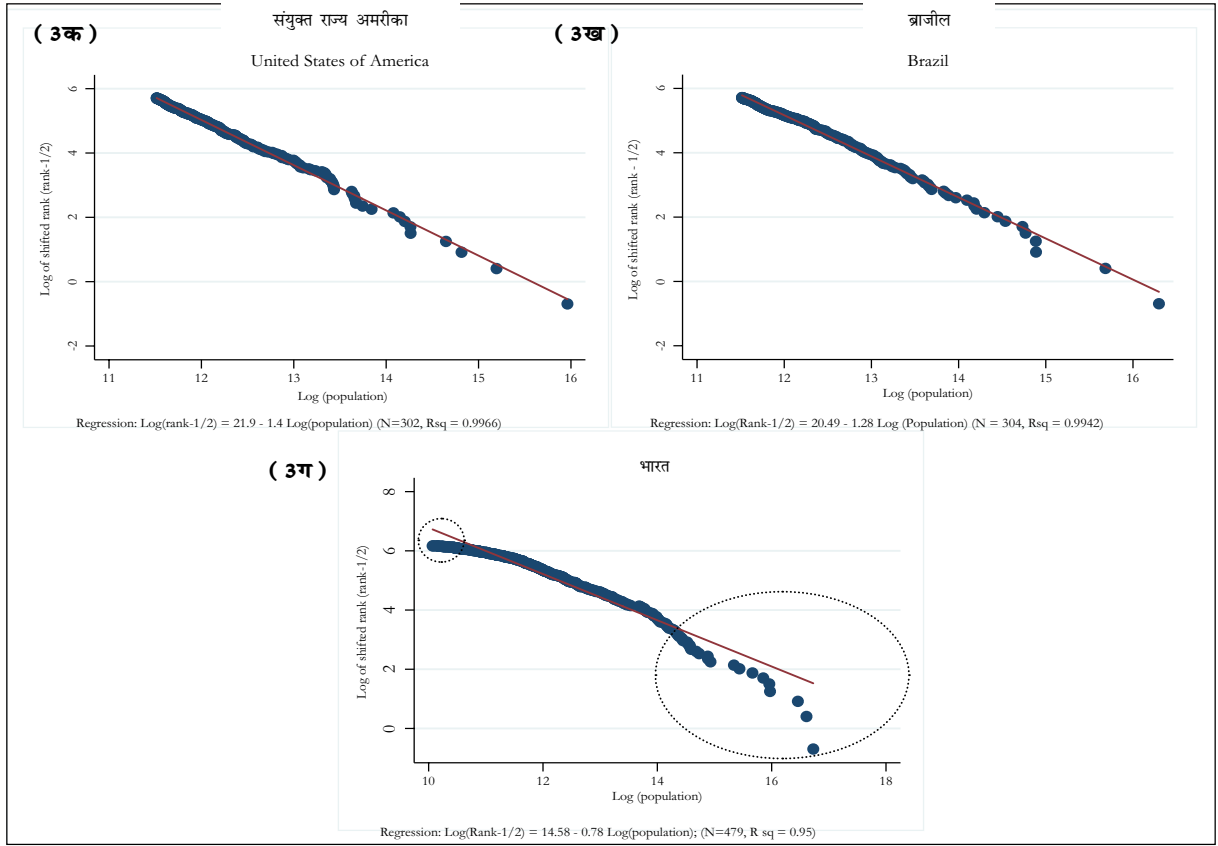 (3क)
संयुक्त राज्य अमरीका
United States of America
Log of shifted rank (rank-1/2)
6
4
2
0
-2
11 12 13 14 15 16
Log (population)
Regression: Log(rank-1/2) = 21.9 - 1.4 Log(population) (N=302, Rsq = 0.9966)
(3ख)
ब्राजील
Brazil
Log of shifted rank (rank - 1/2)
6
4
2
0
-2
11 12 13 14 15 16
Log (population)
Regression: Log(Rank-1/2) = 20.49 - 1.28 Log (Population) (N = 304, Rsq = 0.9942)
(3ग)
भारत
Log of shifted rank (rank-1/2)
8
6
4
2
0
10 12 14 16 18
Log (population)
Regression: Log(Rank-1/2) = 14.58 - 0.78 Log(population); (N=479, R sq = 0.95)